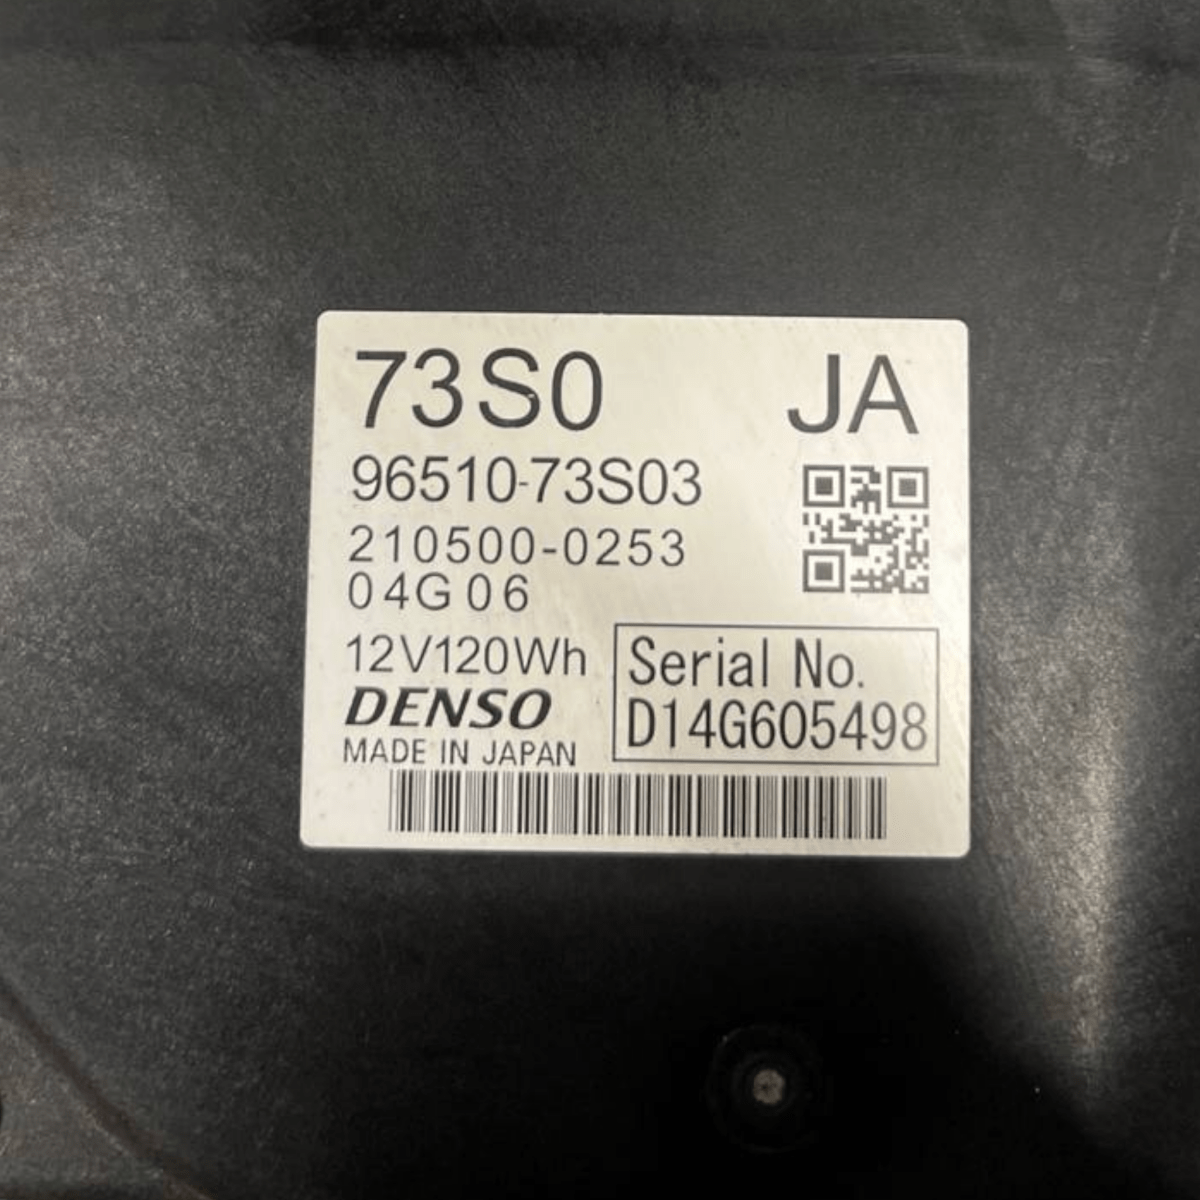 73S0 JA
96510-73S03
210500-0253
04G06
12V120Wh
DENSO
MADE IN JAPAN
Serial No.
D14G605498